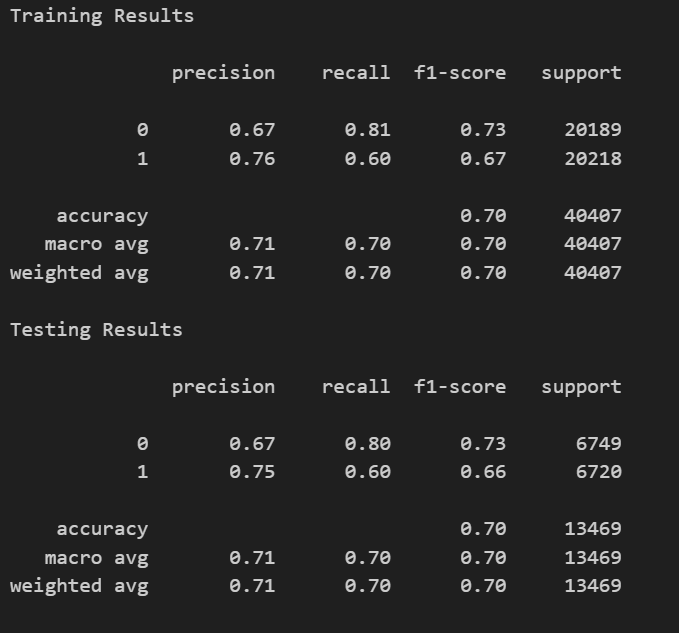 Training Results
precision recall f1-score support
0 0.67 0.81 0.73 20189
1 0.76 0.60 0.67 20218
accuracy 0.70 40407
macro avg 0.71 0.70 0.70 40407
weighted avg 0.71 0.70 0.70 40407
Testing Results
precision recall f1-score support
0 0.67 0.80 0.73 6749
1 0.75 0.60 0.66 6720
accuracy 0.70 13469
macro avg 0.71 0.70 0.70 13469
weighted avg 0.71 0.70 0.70 13469